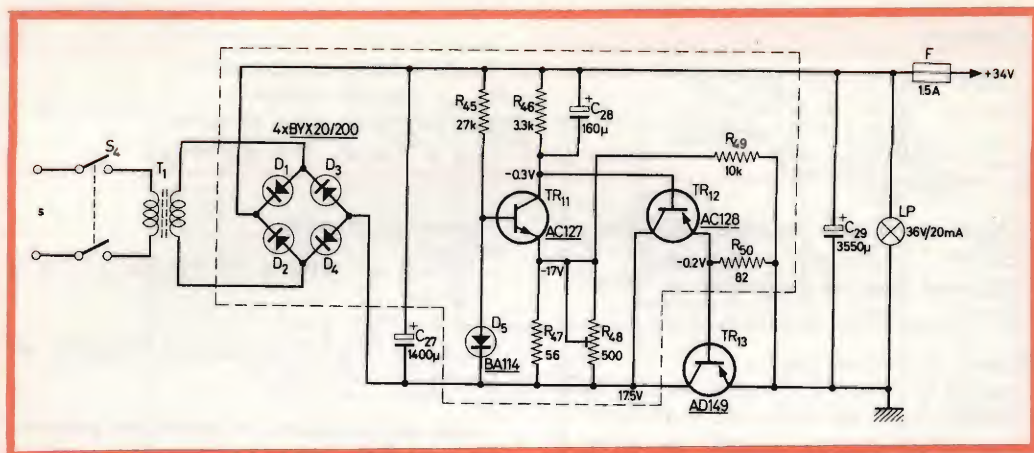 F
+34V
1.5A
R45
27k
R46
3.3k
+
C28
160µ
4xBYX20/200
S4
T1
D1
D3
D2
D4
s
R49
10k
-0.3V
TR11
AC127
TR12
AC128
+
C29
3550µ
LP
36V/20mA
-17V
-0.2V
R50
82
+
C27
1400µ
D5
BA114
R47
56
R48
500
TR13
17.5V
AD149